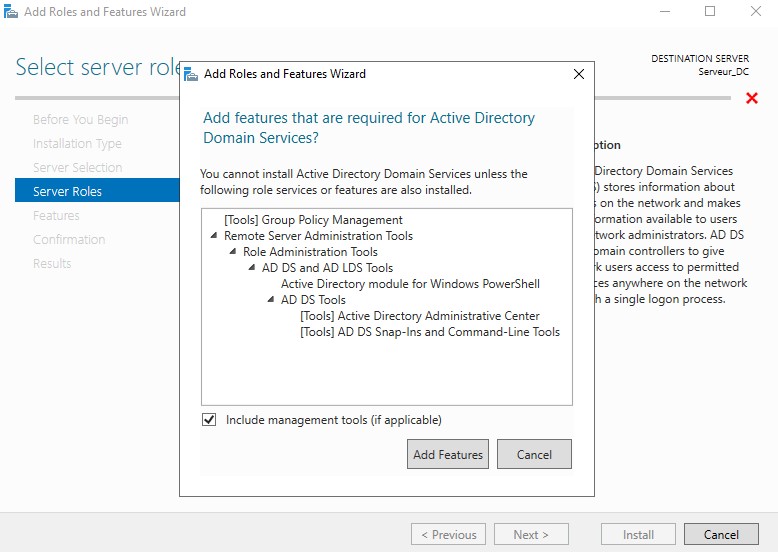 Add Roles and Features Wizard
Select server role
DESTINATION SERVER
Serveur_DC
Before You Begin
Installation Type
Server Selection
Server Roles
Features
Confirmation
Results
Add Roles and Features Wizard
Add features that are required for Active Directory
Domain Services?
You cannot install Active Directory Domain Services unless the
following role services or features are also installed.
[Tools] Group Policy Management
Remote Server Administration Tools
Role Administration Tools
AD DS and AD LDS Tools
Active Directory module for Windows PowerShell
AD DS Tools
[Tools] Active Directory Administrative Center
[Tools] AD DS Snap-Ins and Command-Line Tools
Include management tools (if applicable)
Add Features
Cancel
Directory Domain Services
stores information about
on the network and makes
available to users
administrators. AD DS
controllers to give
users access to permitted
anywhere on the network
a single logon process.
< Previous
Next >
Install
Cancel